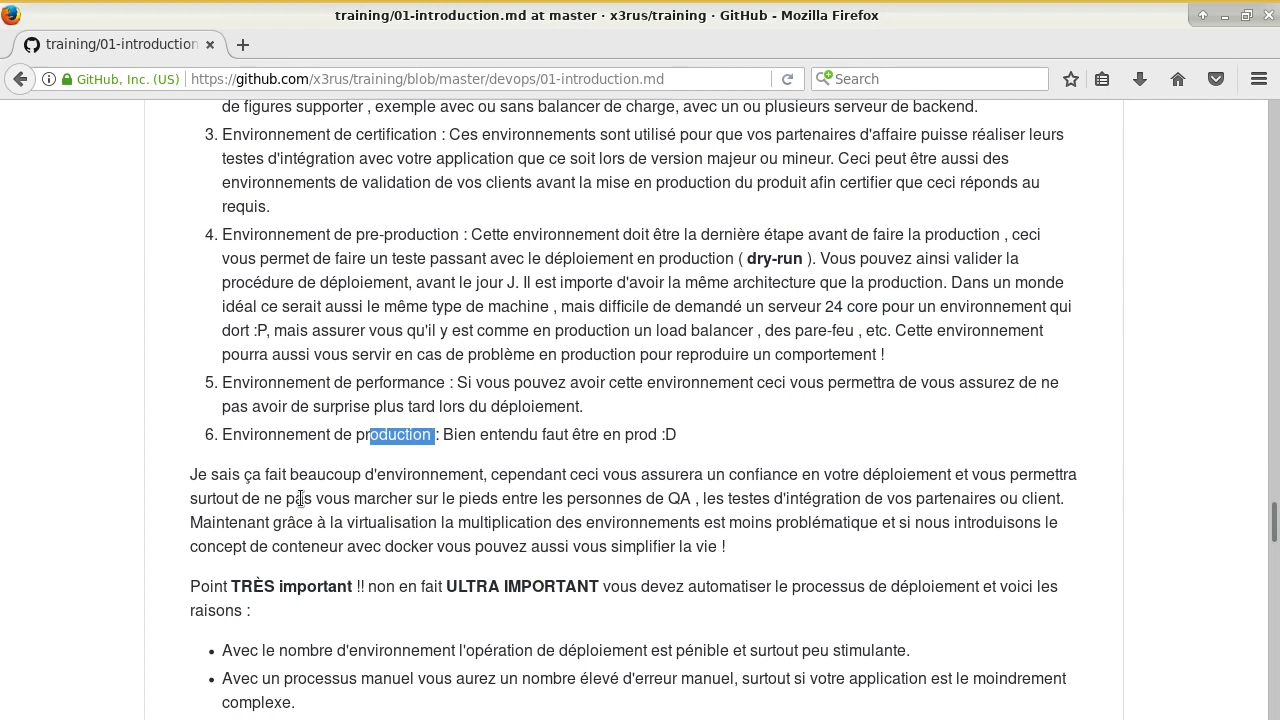 training/01-introduction.md at master · x3rus/training · GitHub - Mozilla Firefox
training/01-introduction
GitHub, Inc. (US)
https://github.com/x3rus/training/blob/master/devops/01-introduction.md
Search
de figures supporter , exemple avec ou sans balancer de charge, avec un ou plusieurs serveur de backend.
3. Environnement de certification : Ces environnements sont utilisé pour que vos partenaires d'affaire puisse réaliser leurs
testes d'intégration avec votre application que ce soit lors de version majeur ou mineur. Ceci peut être aussi des
environnements de validation de vos clients avant la mise en production du produit afin certifier que ceci réponds au
requis.
4. Environnement de pre-production : Cette environnement doit être la dernière étape avant de faire la production , ceci
vous permet de faire un teste passant avec le déploiement en production ( dry-run ). Vous pouvez ainsi valider la
procédure de déploiement, avant le jour J. Il est importe d'avoir la même architecture que la production. Dans un monde
idéal ce serait aussi le même type de machine , mais difficile de demandé un serveur 24 core pour un environnement qui
dort :P, mais assurer vous qu'il y est comme en production un load balancer , des pare-feu , etc. Cette environnement
pourra aussi vous servir en cas de problème en production pour reproduire un comportement !
5. Environnement de performance : Si vous pouvez avoir cette environnement ceci vous permettra de vous assurez de ne
pas avoir de surprise plus tard lors du déploiement.
6. Environnement de production : Bien entendu faut être en prod :D
Je sais ça fait beaucoup d'environnement, cependant ceci vous assurera un confiance en votre déploiement et vous permettra
surtout de ne pas vous marcher sur le pieds entre les personnes de QA , les testes d'intégration de vos partenaires ou client.
Maintenant grâce à la virtualisation la multiplication des environnements est moins problématique et si nous introduisons le
concept de conteneur avec docker vous pouvez aussi vous simplifier la vie !
Point TRÈS important !! non en fait ULTRA IMPORTANT vous devez automatiser le processus de déploiement et voici les
raisons :
• Avec le nombre d'environnement l'opération de déploiement est pénible et surtout peu stimulante.
• Avec un processus manuel vous aurez un nombre élevé d'erreur manuel, surtout si votre application est le moindrement
complexe.